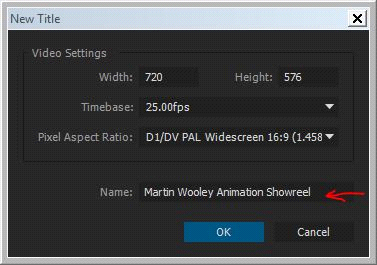 New Title
Video Settings
Width: 720 Height: 576
Timebase: 25.00fps
Pixel Aspect Ratio: D1/DV PAL Widescreen 16:9 (1.458
Name: Martin Wooley Animation Showreel
OK Cancel